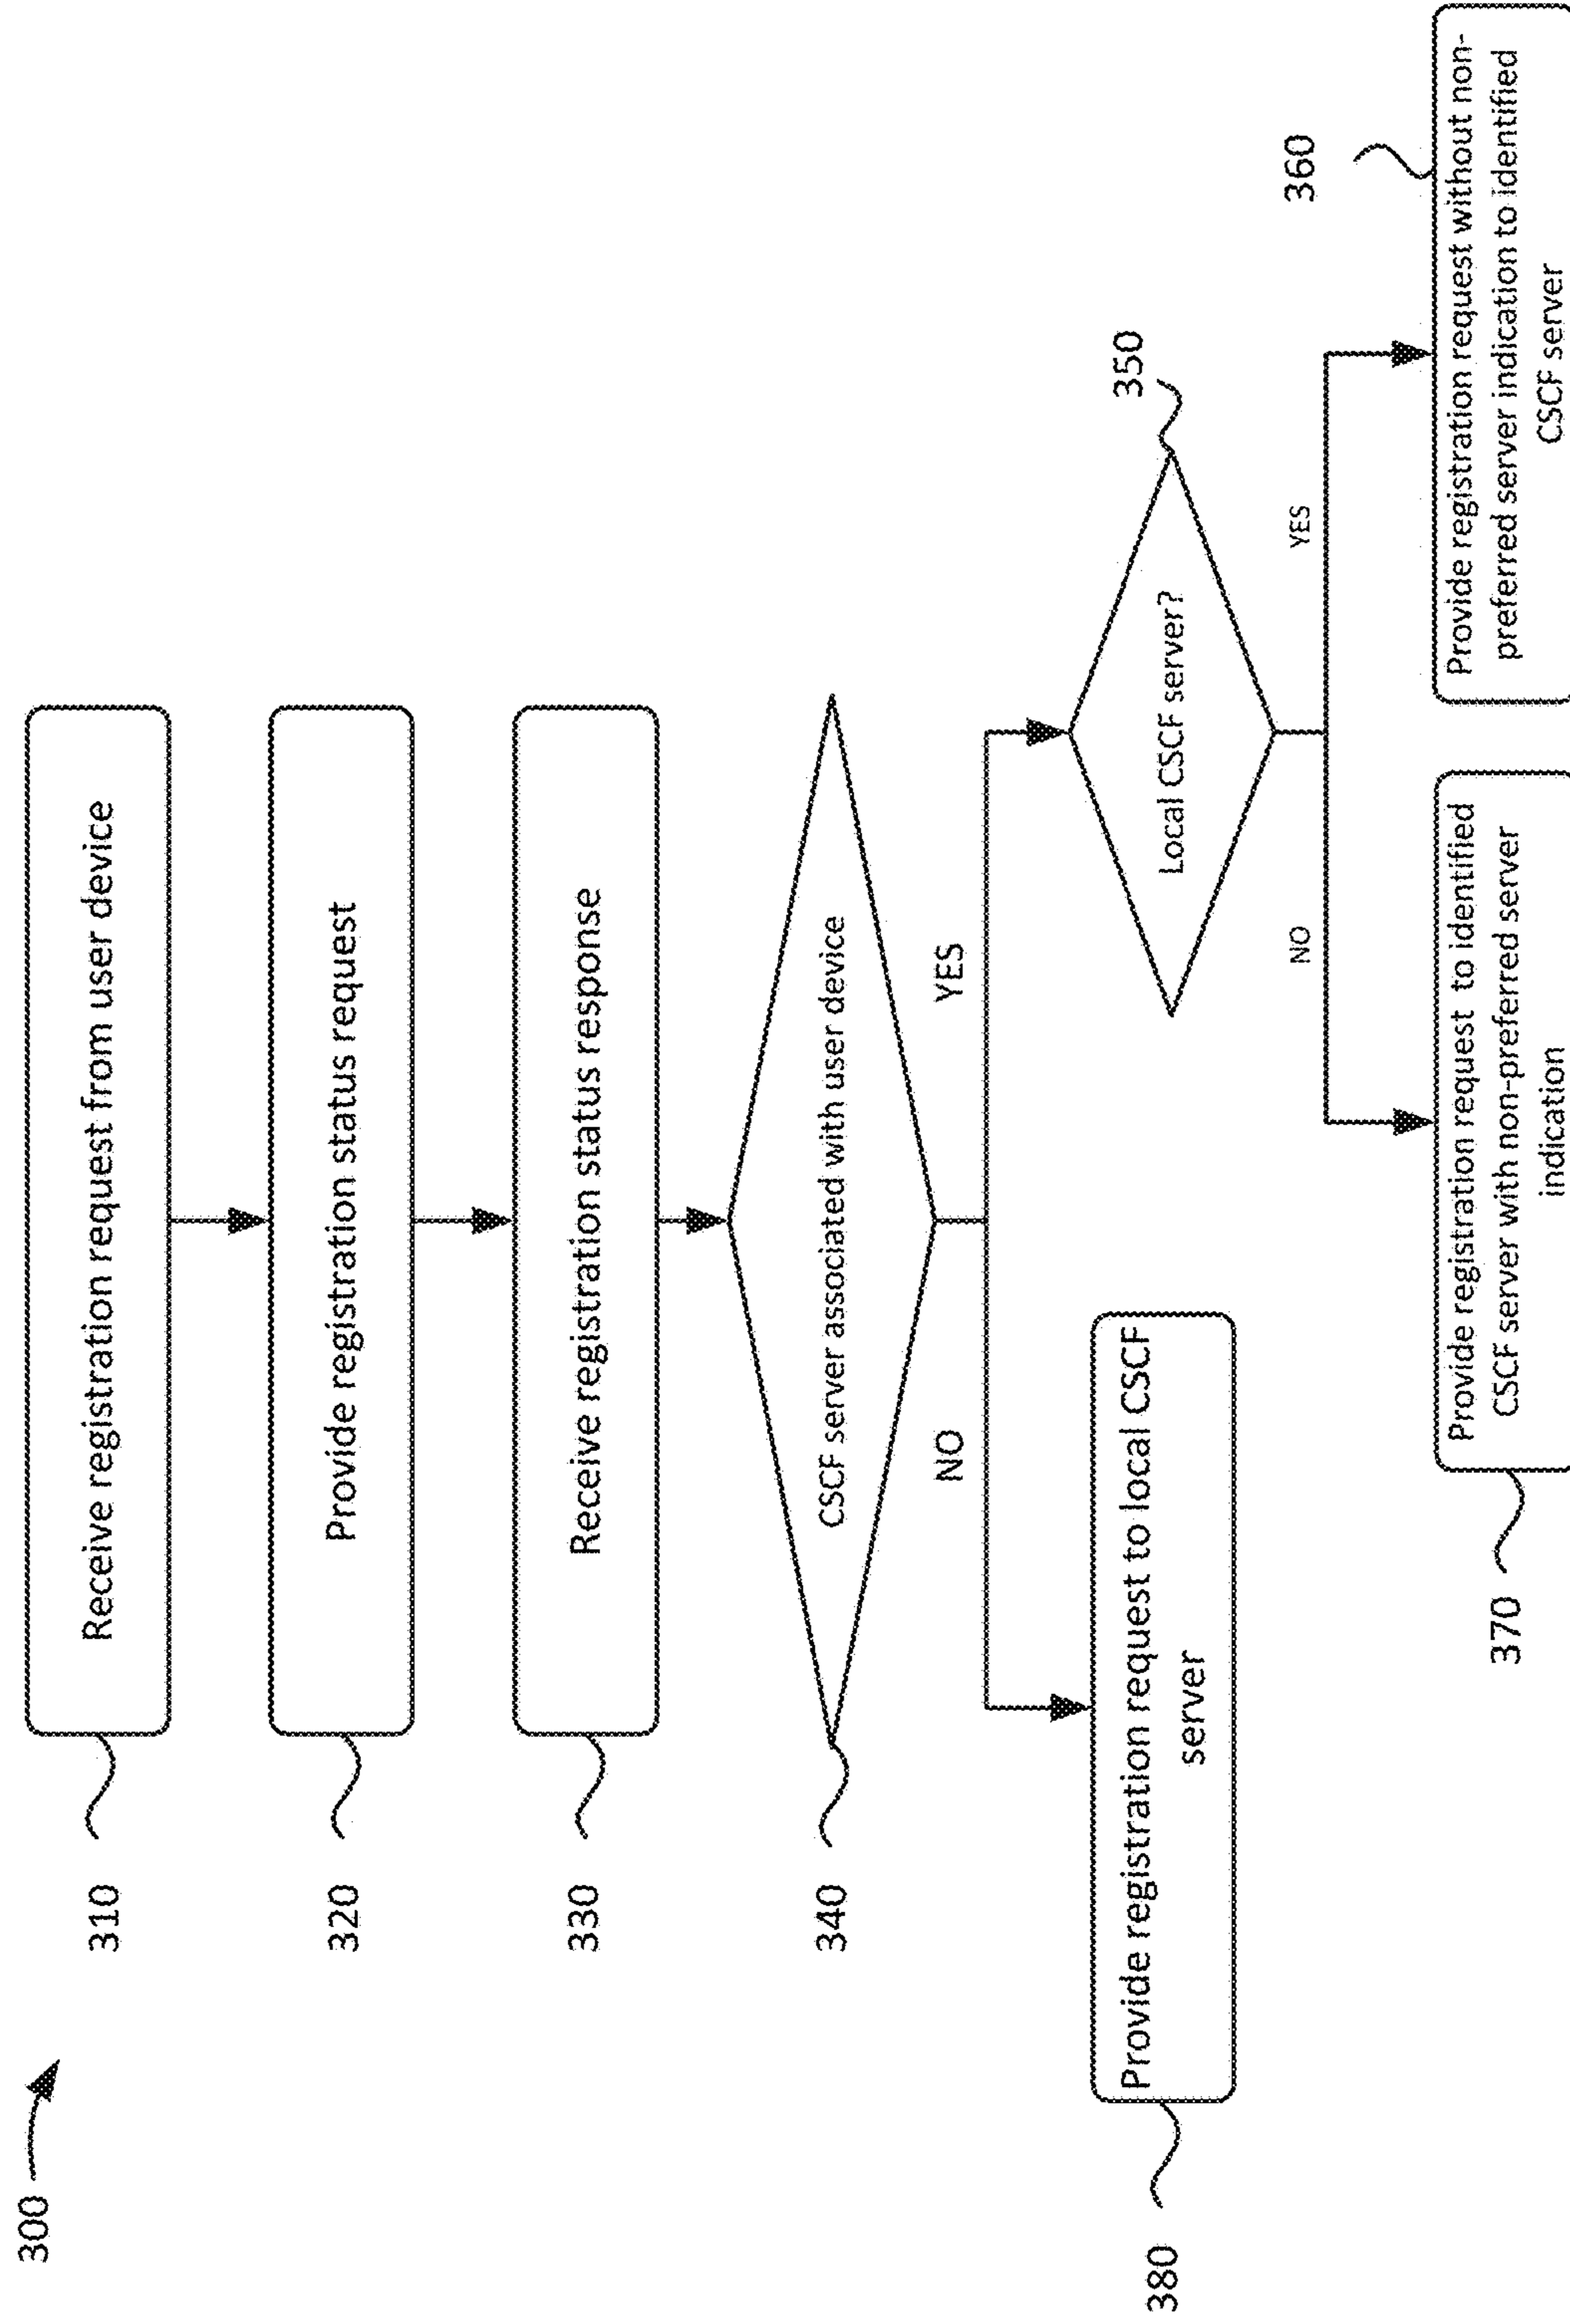 300
310
Receive registration request from user device
320
Provide registration status request
330
Receive registration status response
340
CSCF server associated with user device
NO
YES
380
Provide registration request to local CSCF
server
350
Local CSCF server?
NO
YES
370
Provide registration request to identified
CSCF server with non-preferred server
indication
360
Provide registration request without non-
preferred server indication to identified
CSCF server